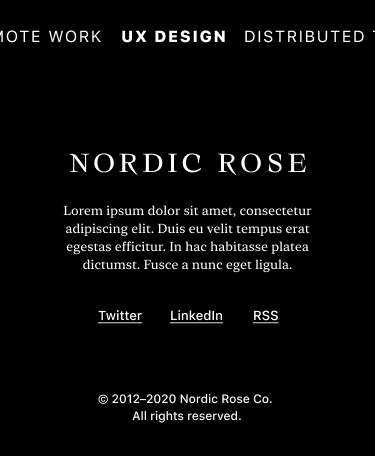 WORK UX DESIGN DISTRIBUTED
NORDIC ROSE
Lorem ipsum dolor sit amet, consectetur
adipiscing elit. Duis eu velit tempus erat
egestas efficitur. In hac habitasse platea
dictumst. Fusce a nunc eget ligula.
Twitter LinkedIn RSS
© 2012–2020 Nordic Rose Co.
All rights reserved.